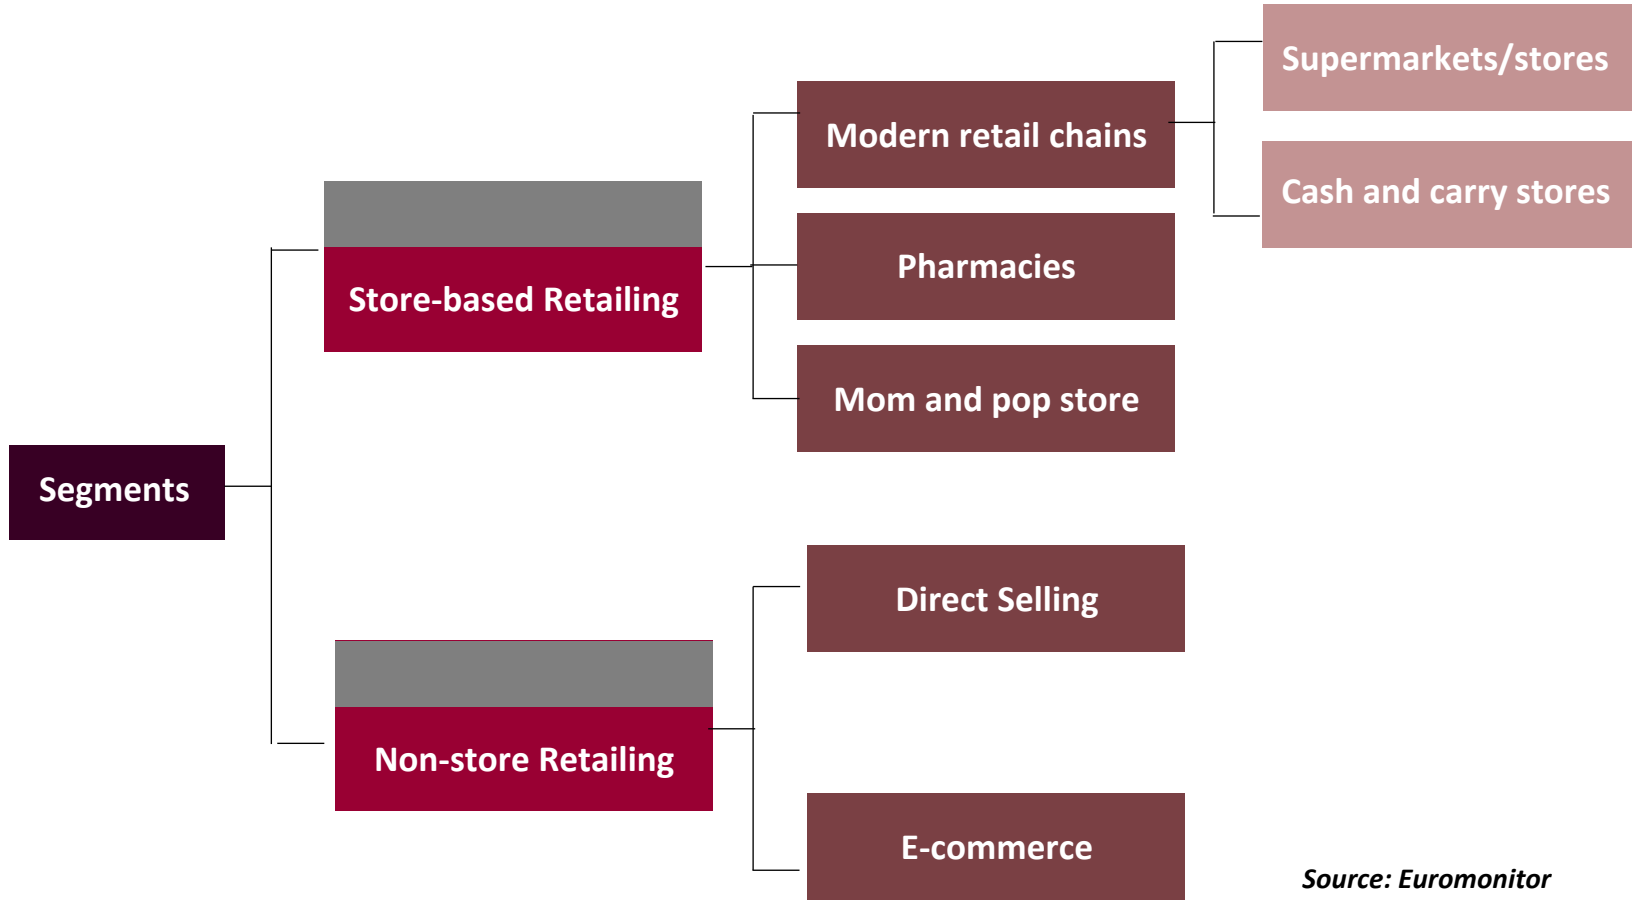 Segments
Store-based Retailing
Modern retail chains
Supermarkets/stores
Cash and carry stores
Pharmacies
Mom and pop store
Non-store Retailing
Direct Selling
E-commerce
Source: Euromonitor